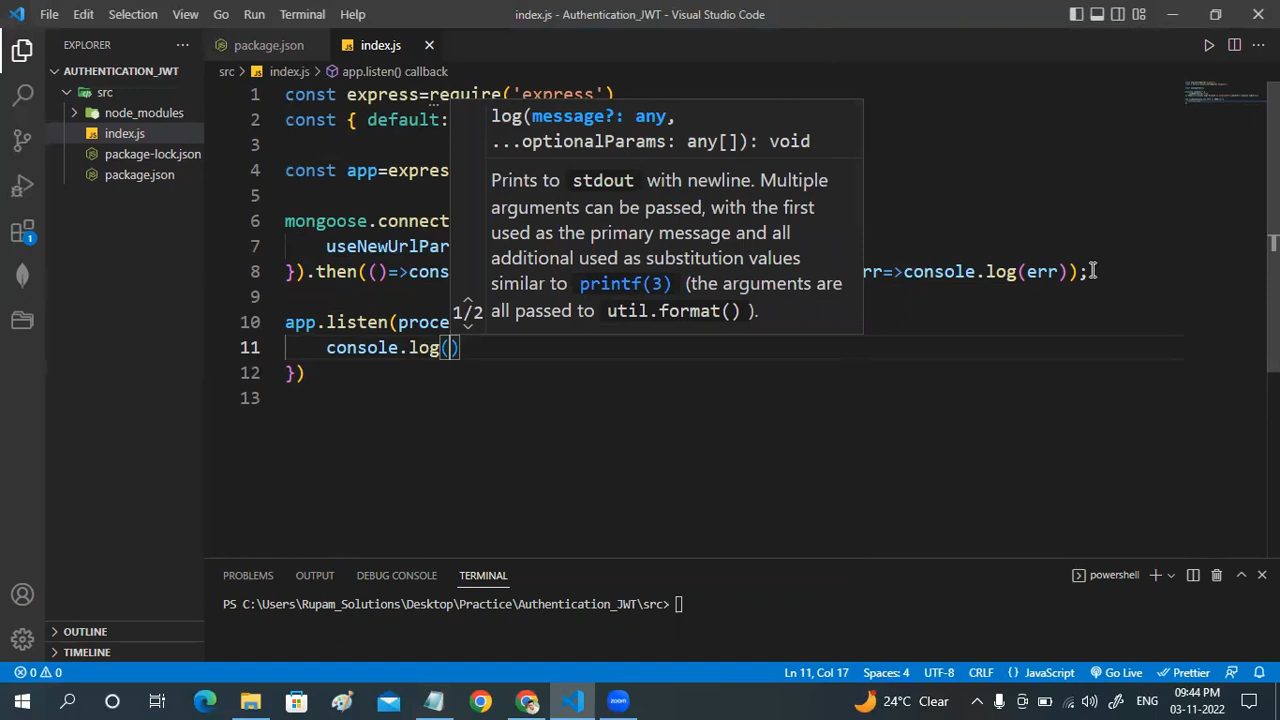 File Edit Selection View Go Run Terminal Help index.js - Authentication_JWT - Visual Studio Code
EXPLORER ... package.json index.js
AUTHENTICATION_JWT src > index.js > app.listen() callback
src
node_modules
index.js
package-lock.json
package.json
1 const express=require('express')
2 const { default:
3
4 const app=expres
5
6 mongoose.connect
7 useNewUrlPar
8 }).then(()=>cons rr=>console.log(err));
9
10 app.listen(proce
11 console.log()
12 })
13
log(message?: any,
...optionalParams: any[]): void
Prints to stdout with newline. Multiple
arguments can be passed, with the first
used as the primary message and all
additional used as substitution values
similar to printf(3) (the arguments are
all passed to util.format() ).
1/2
PROBLEMS OUTPUT DEBUG CONSOLE TERMINAL powershell
PS C:\Users\Rupam_Solutions\Desktop\Practice\Authentication_JWT\src>
OUTLINE
TIMELINE
1
0 0 Ln 11, Col 17 Spaces: 4 UTF-8 CRLF {} JavaScript Go Live Prettier
zoom 24°C Clear ENG 09:44 PM
03-11-2022